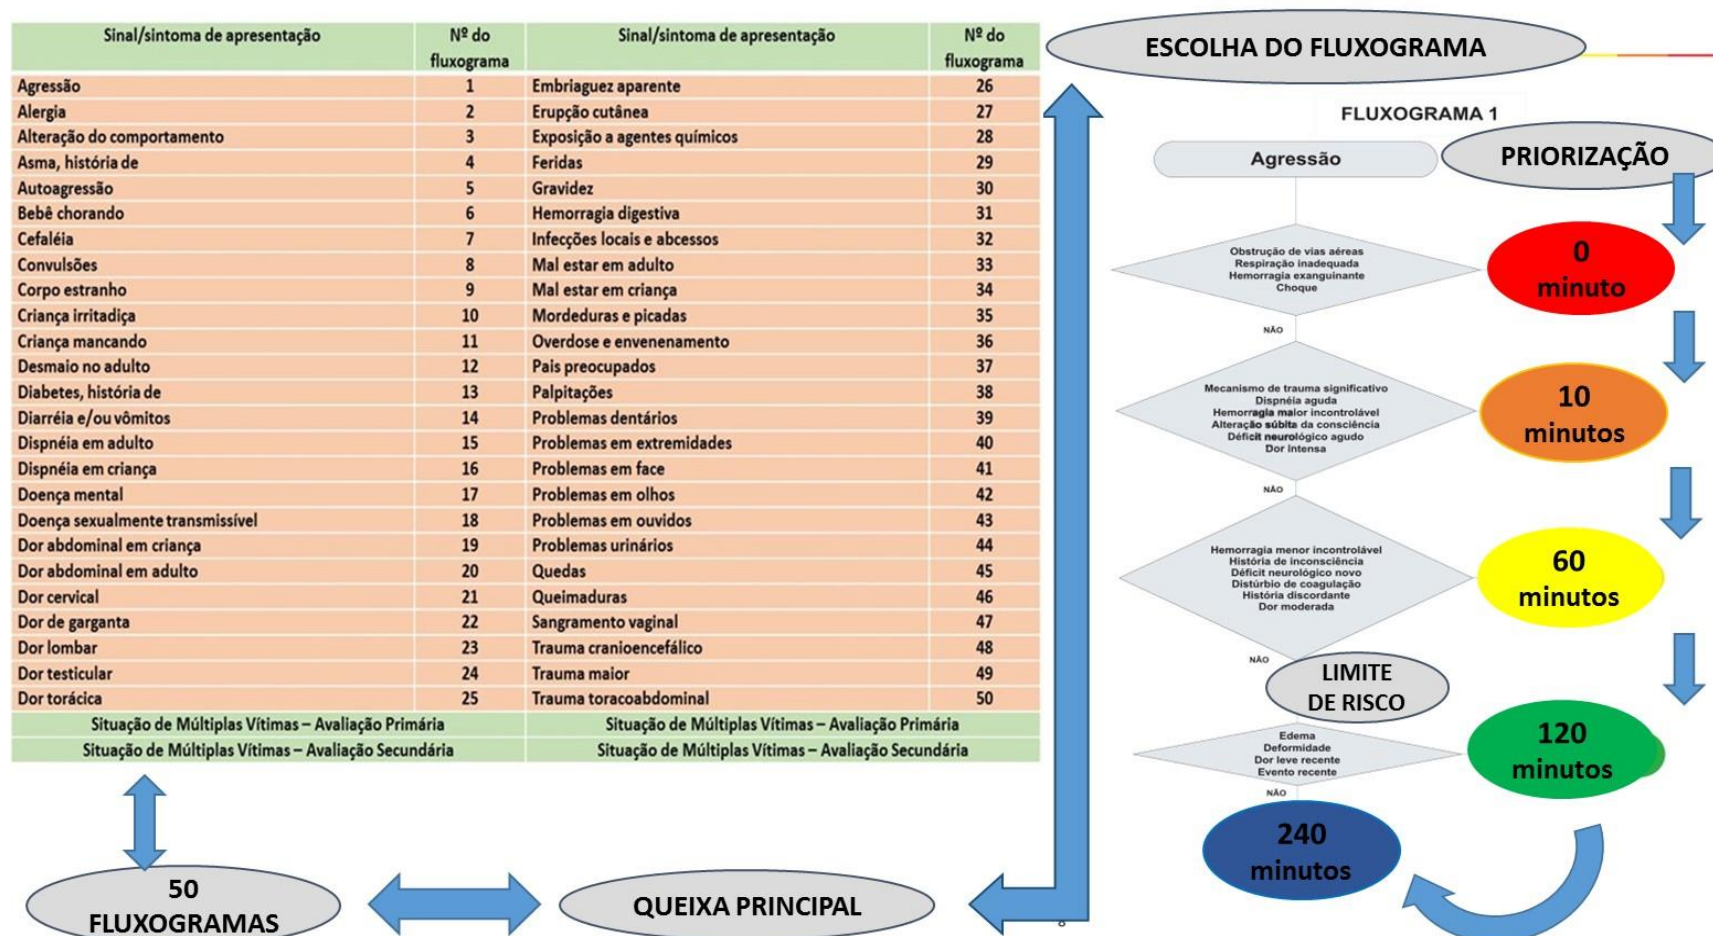 Sinal/sintoma de apresentação Nº do fluxograma Sinal/sintoma de apresentação Nº do fluxograma
Agressão 1 Embriaguez aparente 26
Alergia 2 Erupção cutânea 27
Alteração do comportamento 3 Exposição a agentes químicos 28
Asma, história de 4 Feridas 29
Autoagressão 5 Gravidez 30
Bebê chorando 6 Hemorragia digestiva 31
Cefaléia 7 Infecções locais e abcessos 32
Convulsões 8 Mal estar em adulto 33
Corpo estranho 9 Mal estar em criança 34
Criança irritadiça 10 Mordeduras e picadas 35
Criança mancando 11 Overdose e envenenamento 36
Desmaio no adulto 12 Pais preocupados 37
Diabetes, história de 13 Palpitações 38
Diarréia e/ou vômitos 14 Problemas dentários 39
Dispnéia em adulto 15 Problemas em extremidades 40
Dispnéia em criança 16 Problemas em face 41
Doença mental 17 Problemas em olhos 42
Doença sexualmente transmissível 18 Problemas em ouvidos 43
Dor abdominal em criança 19 Problemas urinários 44
Dor abdominal em adulto 20 Quedas 45
Dor cervical 21 Queimaduras 46
Dor de garganta 22 Sangramento vaginal 47
Dor lombar 23 Trauma cranioencefálico 48
Dor testicular 24 Trauma maior 49
Dor torácica 25 Trauma toracoabdominal 50
Situação de Múltiplas Vítimas – Avaliação Primária Situação de Múltiplas Vítimas – Avaliação Primária
Situação de Múltiplas Vítimas – Avaliação Secundária Situação de Múltiplas Vítimas – Avaliação Secundária
50
FLUXOGRAMAS
QUEIXA PRINCIPAL
8
ESCOLHA DO FLUXOGRAMA
FLUXOGRAMA 1
Agressão
PRIORIZAÇÃO
Obstrução de vias aéreas
Respiração inadequada
Hemorragia exanguinante
Choque
0
minuto
NÃO
Mecanismo de trauma significativo
Dispnéia aguda
Hemorragia maior incontrolável
Alteração súbita da consciência
Déficit neurológico agudo
Dor Intensa
10
minutos
NÃO
Hemorragia menor incontrolável
História de inconsciência
Déficit neurológico novo
Distúrbio de coagulação
História discordante
Dor moderada
60
minutos
NÃO
LIMITE
DE RISCO
Edema
Deformidade
Dor leve recente
Evento recente
120
minutos
NÃO
240
minutos